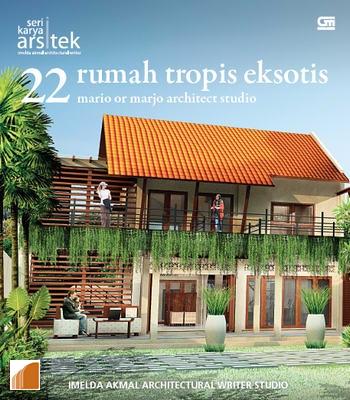 seri
karya
arsitek
imelda akmal architectural writer
22 rumah tropis eksotis
mario or marjo architect studio
IMELDA AKMAL ARCHITECTURAL WRITER STUDIO